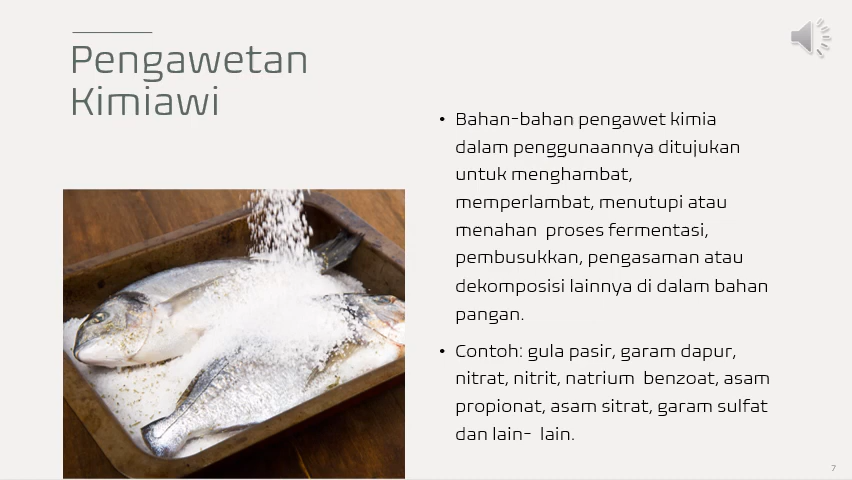 Pengawetan
Kimiawi
• Bahan-bahan pengawet kimia
dalam penggunaannya ditujukan
untuk menghambat,
memperlambat, menutupi atau
menahan  proses fermentasi,
pembusukkan, pengasaman atau
dekomposisi lainnya di dalam bahan
pangan.
• Contoh: gula pasir, garam dapur,
nitrat, nitrit, natrium  benzoat, asam
propionat, asam sitrat, garam sulfat
dan lain-  lain.
7